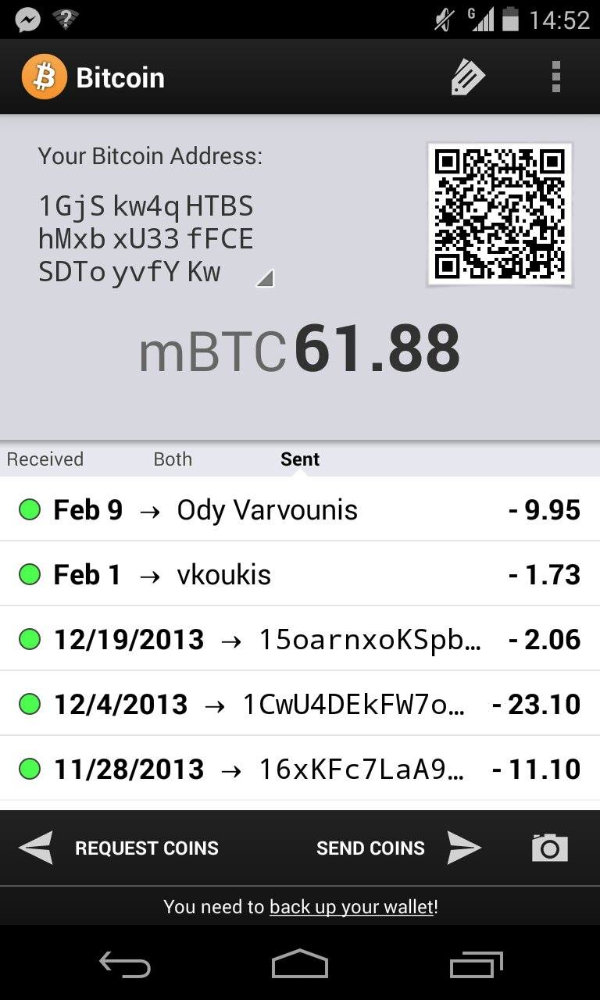 G 14:52
Bitcoin
Your Bitcoin Address:
1GjS kw4q HTBS
hMxb xU33 fFCE
SDTo yvfY Kw
mBTC 61.88
Received Both Sent
Feb 9 → Ody Varvounis - 9.95
Feb 1 → vkoukis - 1.73
12/19/2013 → 15oarnxoKSpb… - 2.06
12/4/2013 → 1CwU4DEkFW7o… - 23.10
11/28/2013 → 16xKFc7LaA9… - 11.10
REQUEST COINS SEND COINS
You need to back up your wallet!